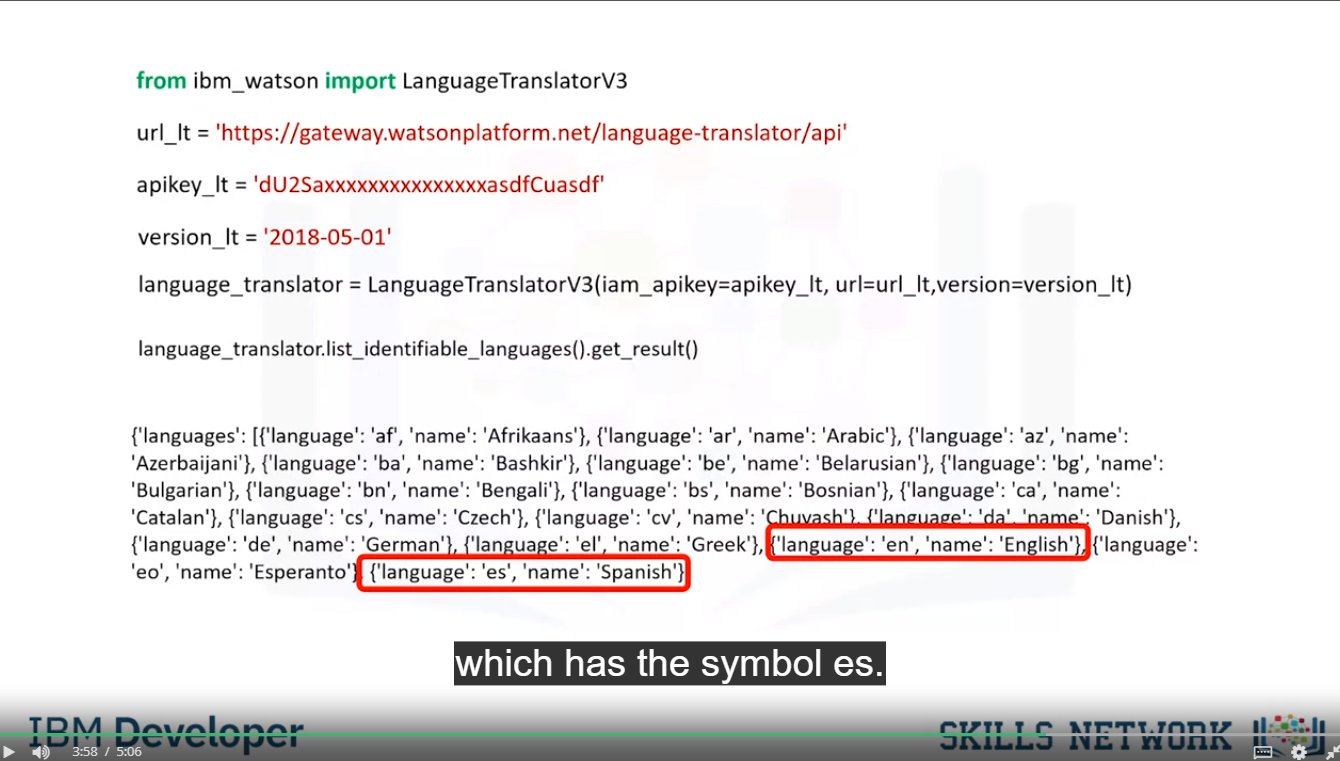 from ibm_watson import LanguageTranslatorV3
url_lt = 'https://gateway.watsonplatform.net/language-translator/api'
apikey_lt = 'dU2SaxxxxxxxxxxxxxxxasdfCuasdf'
version_lt = '2018-05-01'
language_translator = LanguageTranslatorV3(iam_apikey=apikey_lt, url=url_lt,version=version_lt)
language_translator.list_identifiable_languages().get_result()
{'languages': [{'language': 'af', 'name': 'Afrikaans'}, {'language': 'ar', 'name': 'Arabic'}, {'language': 'az', 'name':
'Azerbaijani'}, {'language': 'ba', 'name': 'Bashkir'}, {'language': 'be', 'name': 'Belarusian'}, {'language': 'bg', 'name':
'Bulgarian'}, {'language': 'bn', 'name': 'Bengali'}, {'language': 'bs', 'name': 'Bosnian'}, {'language': 'ca', 'name':
'Catalan'}, {'language': 'cs', 'name': 'Czech'}, {'language': 'cv', 'name': 'Chuvash'}, {'language': 'da', 'name': 'Danish'},
{'language': 'de', 'name': 'German'}, {'language': 'el', 'name': 'Greek'}, {'language': 'en', 'name': 'English'}, {'language':
'eo', 'name': 'Esperanto'} {'language': 'es', 'name': 'Spanish'}
which has the symbol es.
IBM Developer
SKILLS NETWORK
3:58 / 5:06